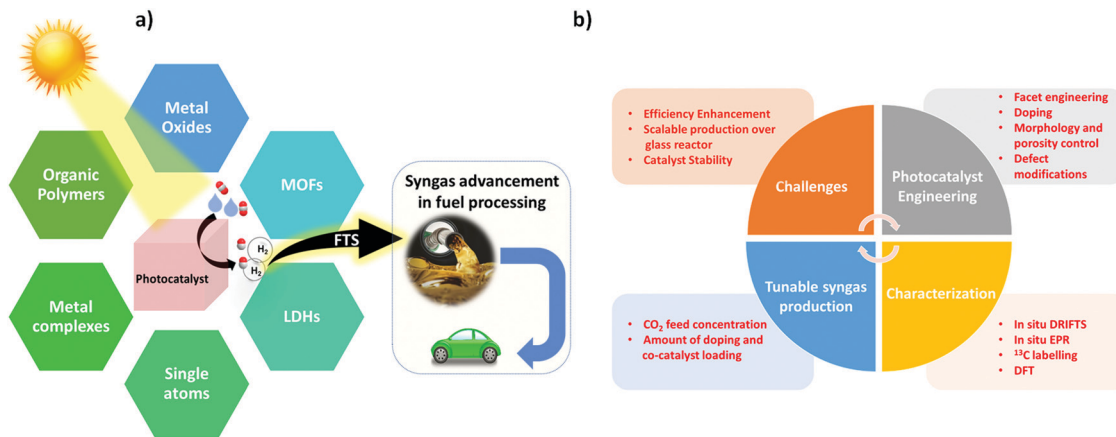 a)
Metal
Oxides
Organic
Polymers
MOFs
Photocatalyst
H₂
H₂
FTS
Metal
complexes
LDHs
Single
atoms
Syngas advancement
in fuel processing
b)
• Efficiency Enhancement
• Scalable production over
glass reactor
• Catalyst Stability
Challenges
• Facet engineering
• Doping
• Morphology and
porosity control
• Defect
modifications
Photocatalyst
Engineering
Tunable syngas
production
• CO₂ feed concentration
• Amount of doping and
co-catalyst loading
Characterization
• In situ DRIFTS
• In situ EPR
• ¹³C labelling
• DFT